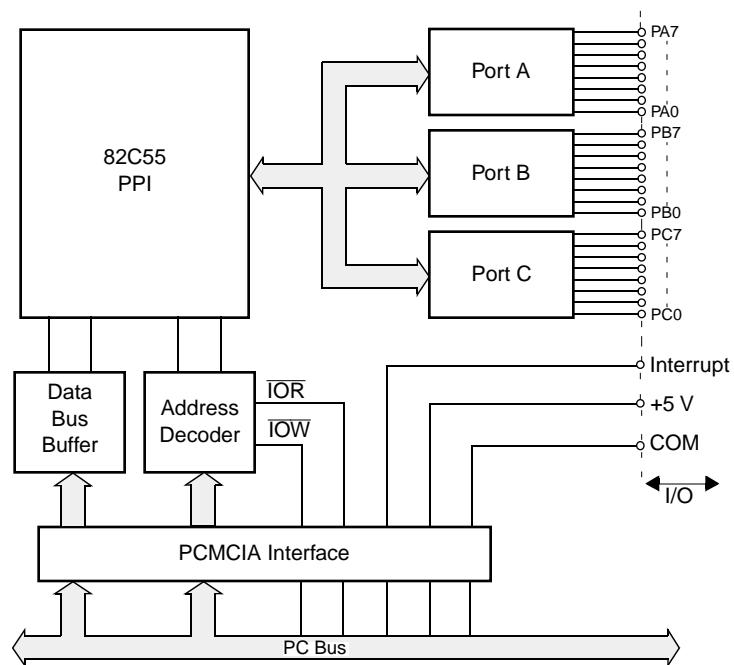 82C55
PPI
Port A
Port B
Port C
PA7
PA0
PB7
PB0
PC7
PC0
Interrupt
+5 V
COM
I/O
Data
Bus
Buffer
Address
Decoder
IOR
IOW
PCMCIA Interface
PC Bus